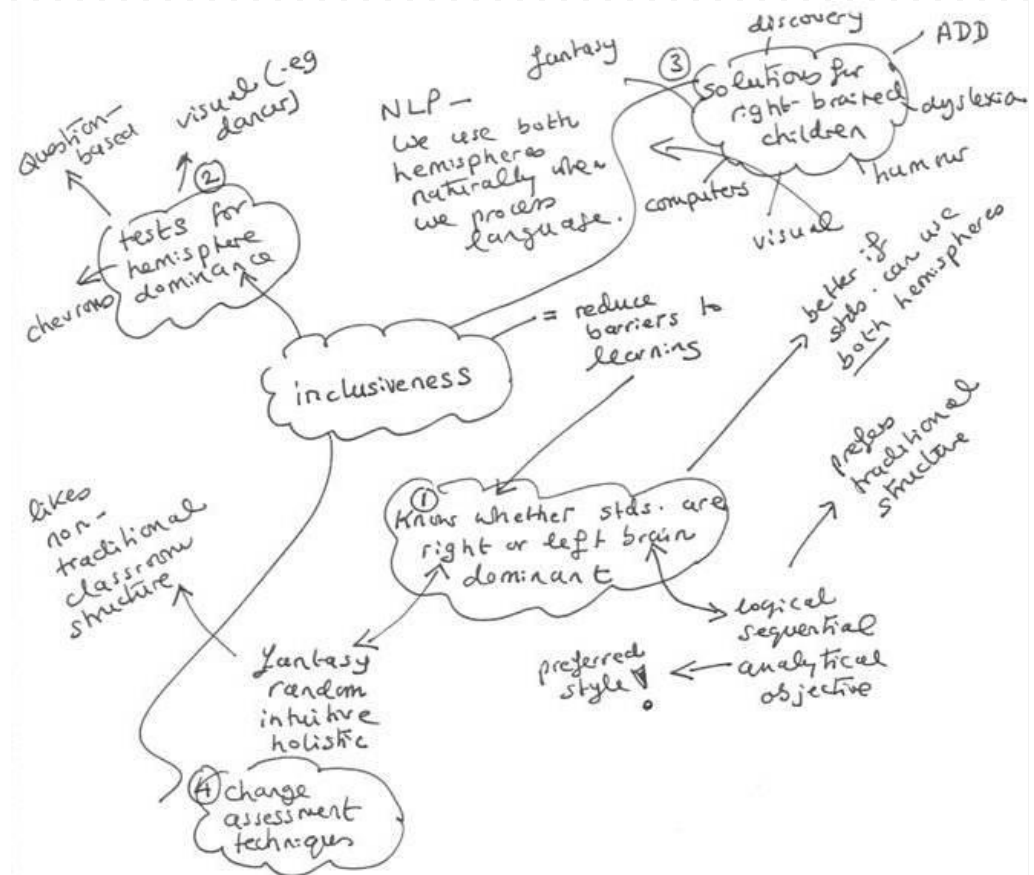 discovery
ADD
fantasy
③
solutions for
right-brained
children
dyslexia
humour
visual
computers
NLP -
we use both
hemispheres
naturally when
we process
language.
Question-
based
visual (-eg
dancer)
②
tests for
hemisphere
dominance
chevrons
inclusiveness
= reduce
barriers to
learning
better if
stds. can use
both hemispheres
①
Know whether stds. are
right or left brain
dominant
prefers
traditional
structure
logical
sequential
analytical
objective
preferred
style!
likes
non-
traditional
classroom
structure
fantasy
random
intuitive
holistic
④ change
assessment
techniques